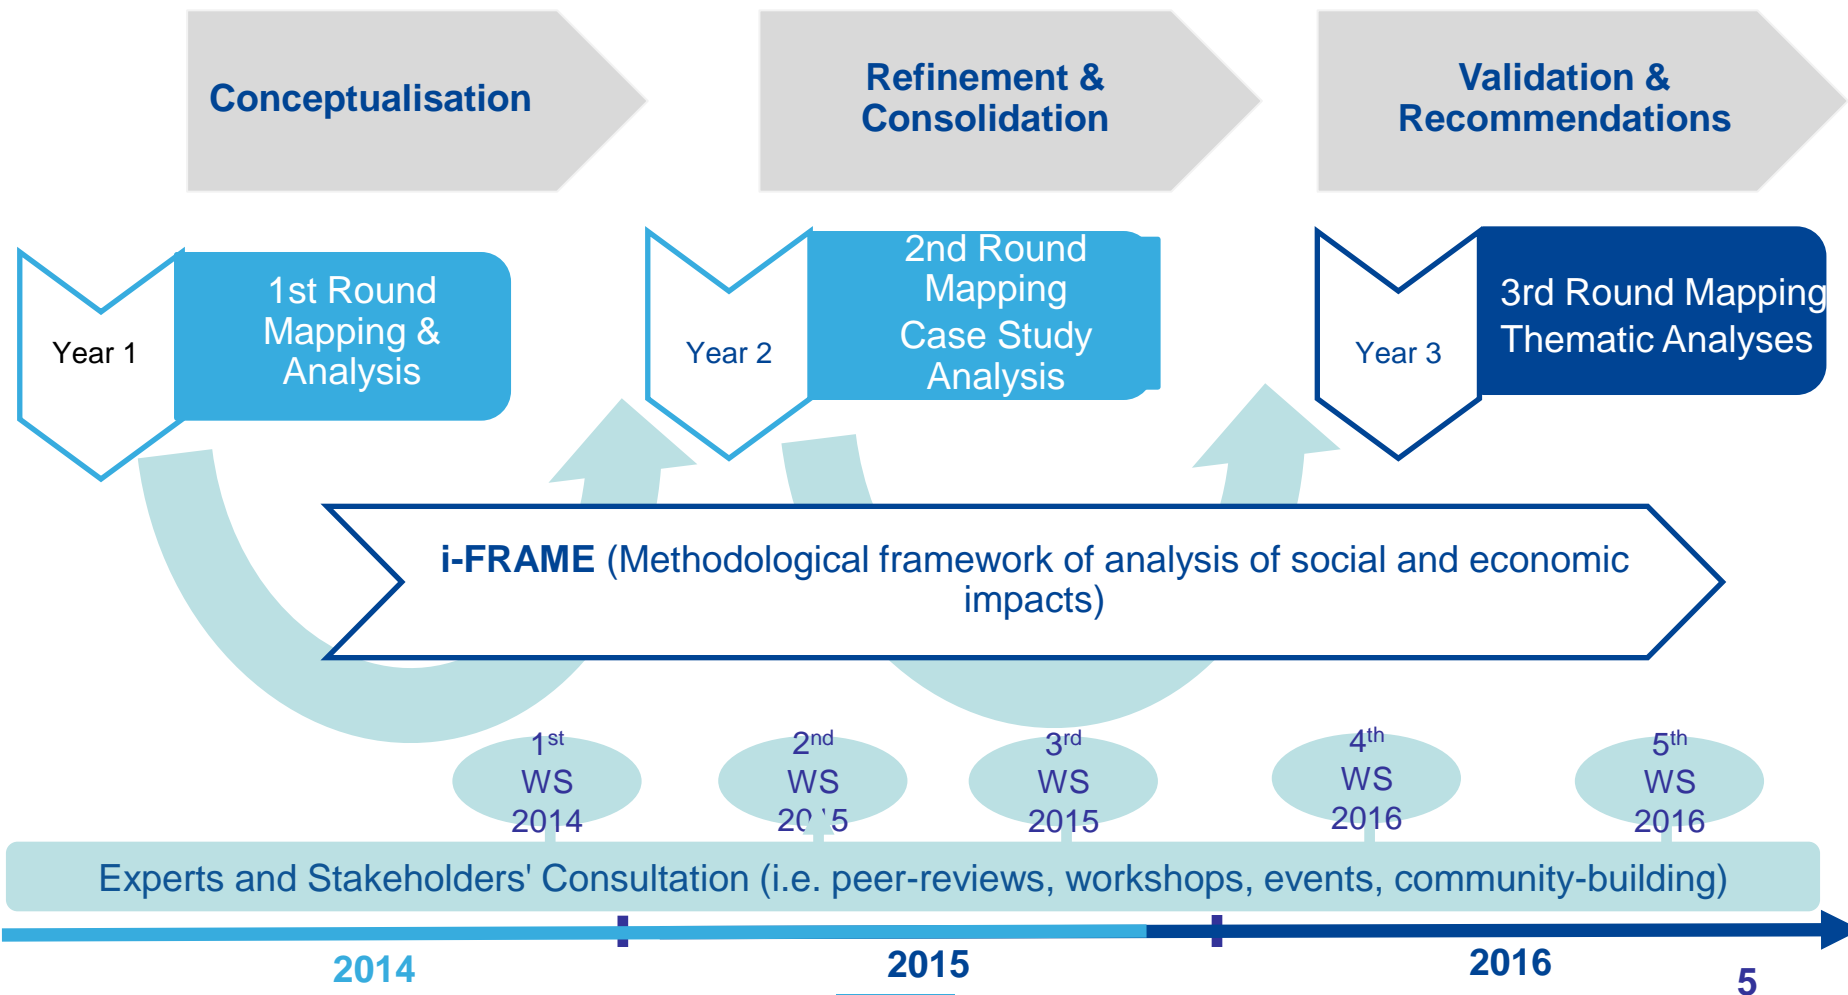 Conceptualisation
Refinement &
Consolidation
Validation &
Recommendations
Year 1
1st Round
Mapping &
Analysis
Year 2
2nd Round
Mapping
Case Study
Analysis
Year 3
3rd Round Mapping
Thematic Analyses
i-FRAME (Methodological framework of analysis of social and economic
impacts)
1st
WS
2014
2nd
WS
2015
3rd
WS
2015
4th
WS
2016
5th
WS
2016
Experts and Stakeholders' Consultation (i.e. peer-reviews, workshops, events, community-building)
2014
2015
2016
5